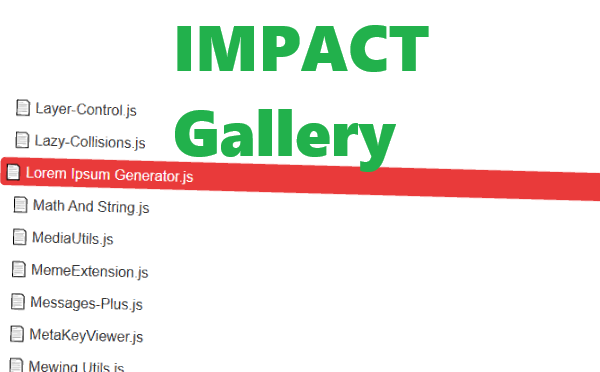 IMPACT
Gallery
Layer-Control.js
Lazy-Collisions.js
Lorem Ipsum Generator.js
Math And String.js
MediaUtils.js
MemeExtension.js
Messages-Plus.js
MetaKeyViewer.js
Mewing Utils.js